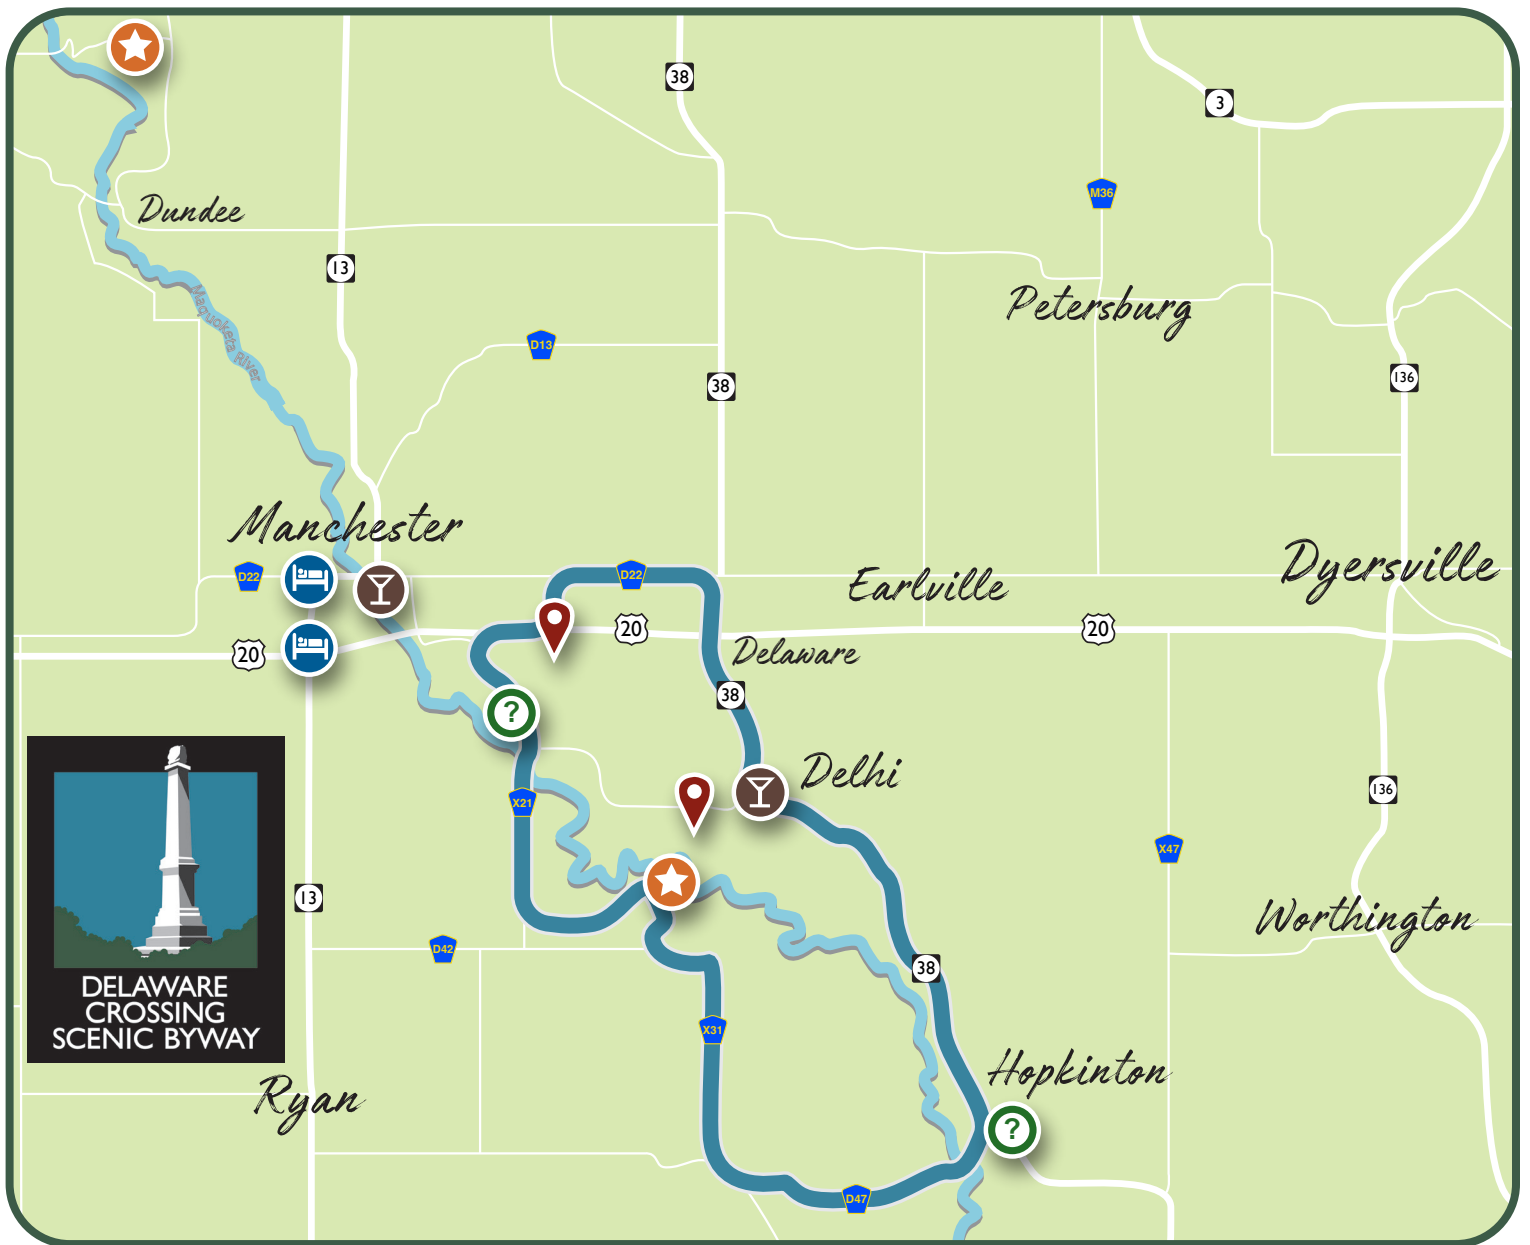 38
3
M36
Dundee
13
Petersburg
Maquoketa River
D13
136
38
Manchester
D22
D22
Earlville
Dyersville
20
20
20
Delaware
38
?
Delhi
X21
136
X47
13
Worthington
D42
38
DELAWARE
CROSSING
SCENIC BYWAY
X31
Hopkinton
Ryan
?
D47